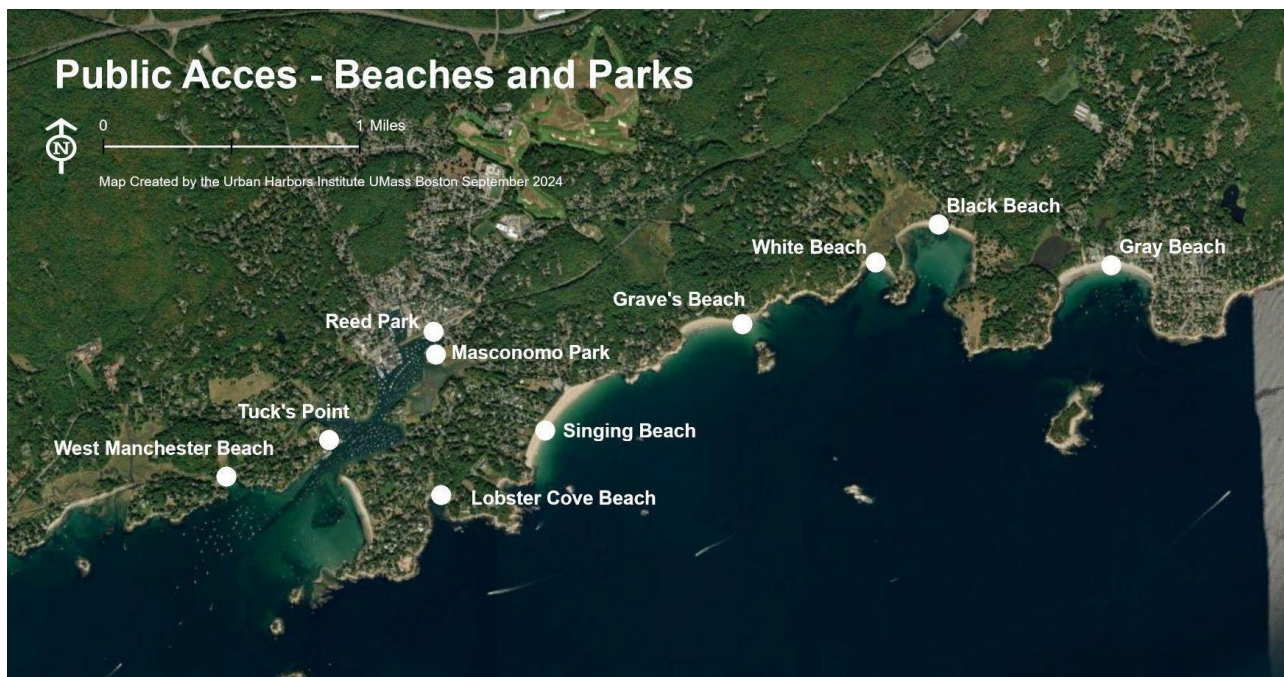 Public Acces - Beaches and Parks
0
1 Miles
N
Map Created by the Urban Harbors Institute UMass Boston September 2024
Black Beach
White Beach
Gray Beach
Grave's Beach
Reed Park
Masconomo Park
Tuck's Point
Singing Beach
West Manchester Beach
Lobster Cove Beach